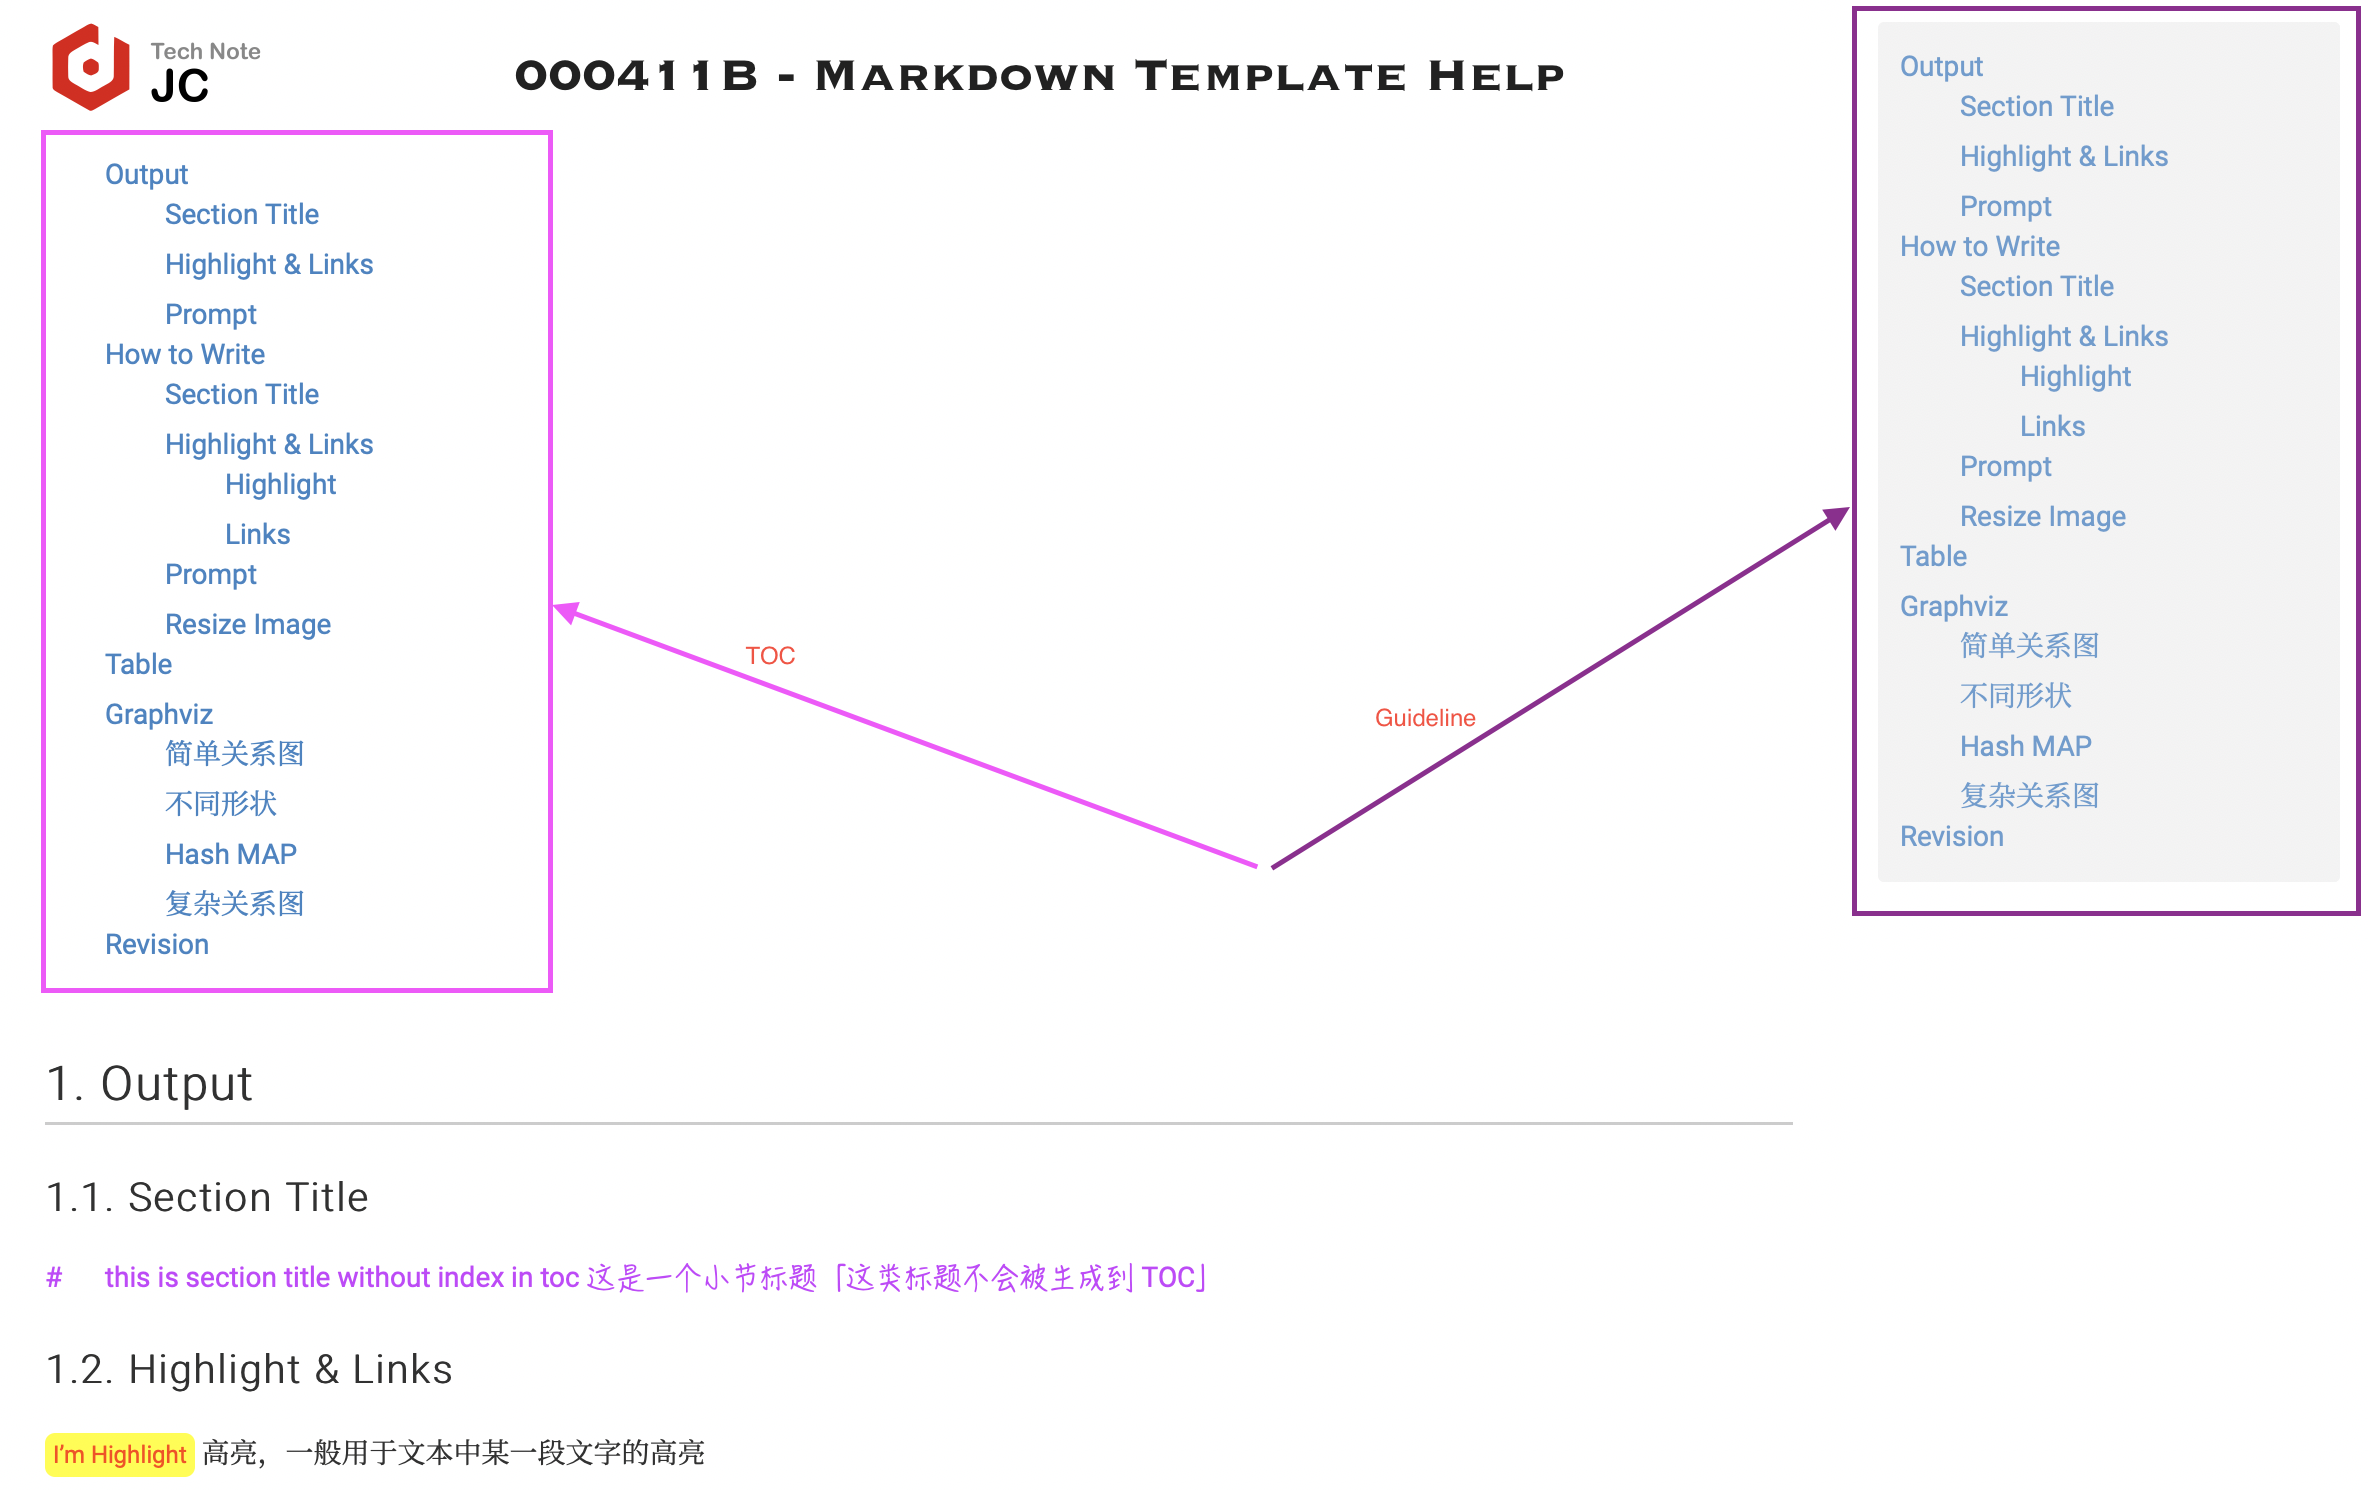 Tech Note
JC
000411B - Markdown Template Help
Output
Section Title
Highlight & Links
Prompt
How to Write
Section Title
Highlight & Links
Highlight
Links
Prompt
Resize Image
Table
Graphviz
简单关系图
不同形状
Hash MAP
复杂关系图
Revision
TOC
Guideline
Output
Section Title
Highlight & Links
Prompt
How to Write
Section Title
Highlight & Links
Highlight
Links
Prompt
Resize Image
Table
Graphviz
简单关系图
不同形状
Hash MAP
复杂关系图
Revision
1. Output
1.1. Section Title
# this is section title without index in toc 这是一个小节标题「这类标题不会被生成到 TOC」
1.2. Highlight & Links
I’m Highlight 高亮，一般用于文本中某一段文字的高亮